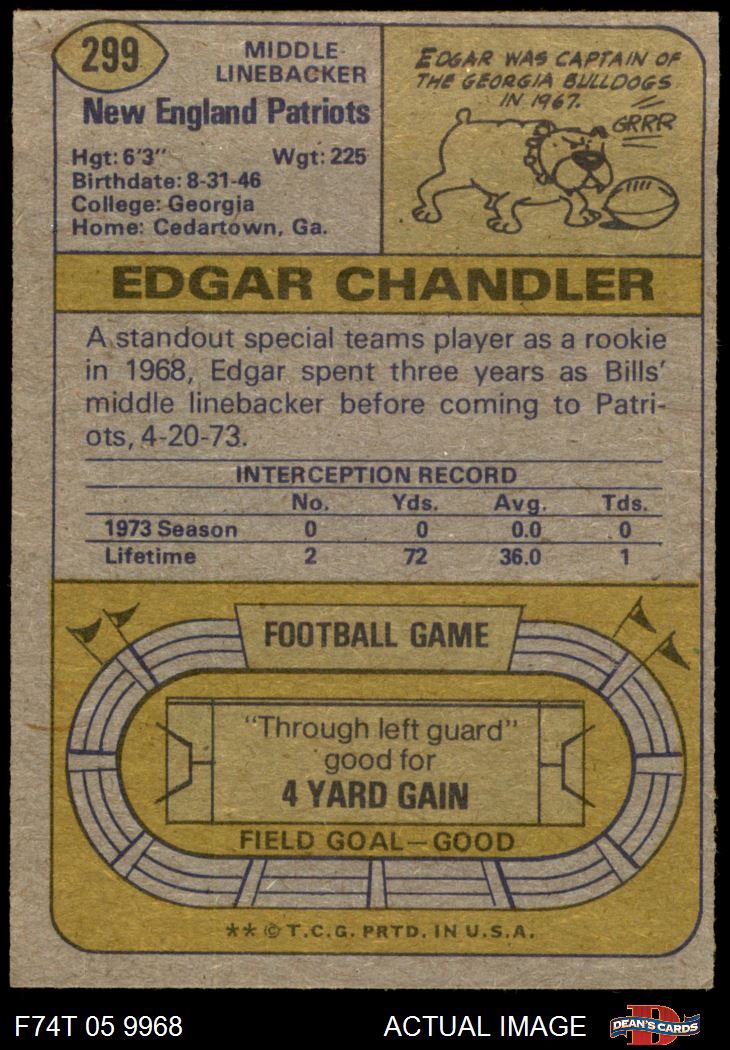 299
MIDDLE
LINEBACKER
New England Patriots
Hgt: 6'3" Wgt: 225
Birthdate: 8-31-46
College: Georgia
Home: Cedartown, Ga.
EDGAR WAS CAPTAIN OF
THE GEORGIA BULLDOGS
IN 1967.
GRRR
EDGAR CHANDLER
A standout special teams player as a rookie
in 1968, Edgar spent three years as Bills'
middle linebacker before coming to Patri-
ots, 4-20-73.
INTERCEPTION RECORD
No. Yds. Avg. Tds.
1973 Season 0 0 0.0 0
Lifetime 2 72 36.0 1
FOOTBALL GAME
"Through left guard"
good for
4 YARD GAIN
FIELD GOAL—GOOD
** © T.C.G. PRTD. IN U.S.A.
F74T 05 9968 ACTUAL IMAGE
D
DEAN'S CARDS